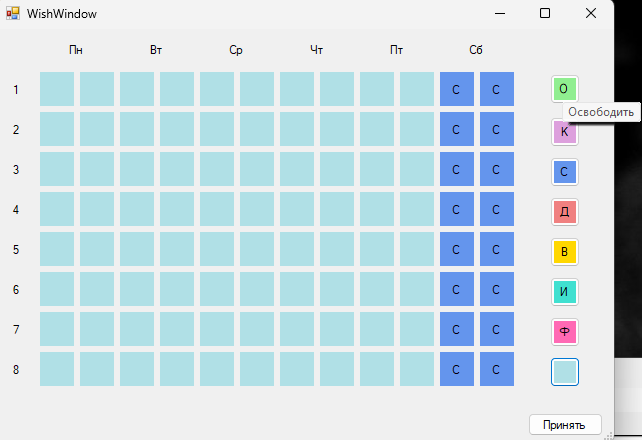 WishWindow
Пн Вт Ср Чт Пт Сб
1 С С О
Освободить
2 С С К
3 С С С
4 С С Д
5 С С В
6 С С И
7 С С Ф
8 С С
Принять